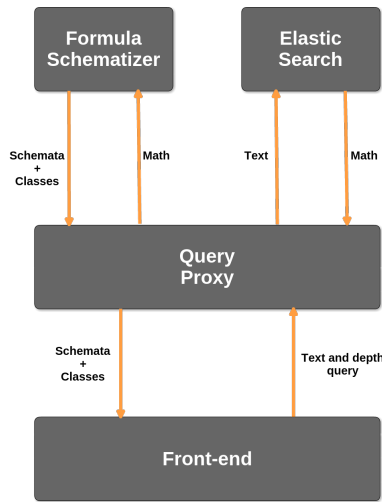 Formula
Schematizer
Elastic
Search
Schemata
+
Classes
Math
Text
Math
Query
Proxy
Schemata
+
Classes
Text and depth
query
Front-end